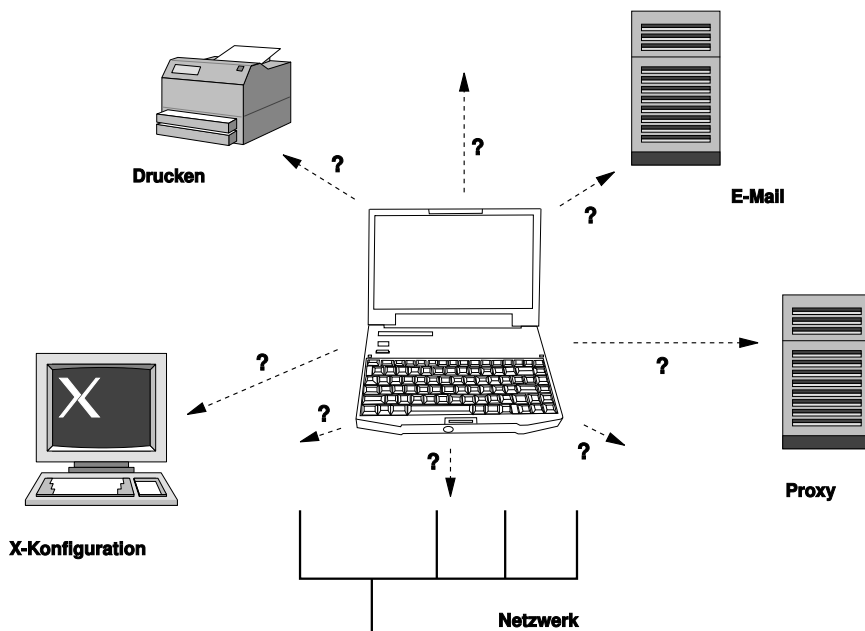 ?
?
Drucken
E-Mail
?
?
?
X
?
?
?
Proxy
X-Konfiguration
Netzwerk